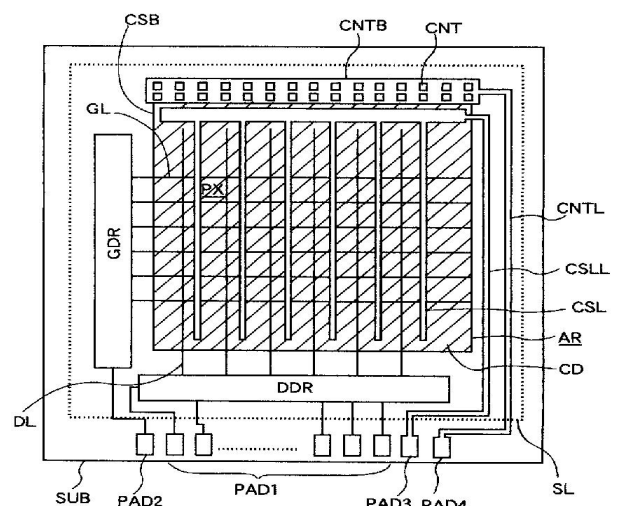 CNTB
CNT
CSB
GL
PX
GDR
CNTL
CSLL
CSL
AR
CD
DDR
DL
SL
SUB
PAD2
PAD1
PAD3
PAD4